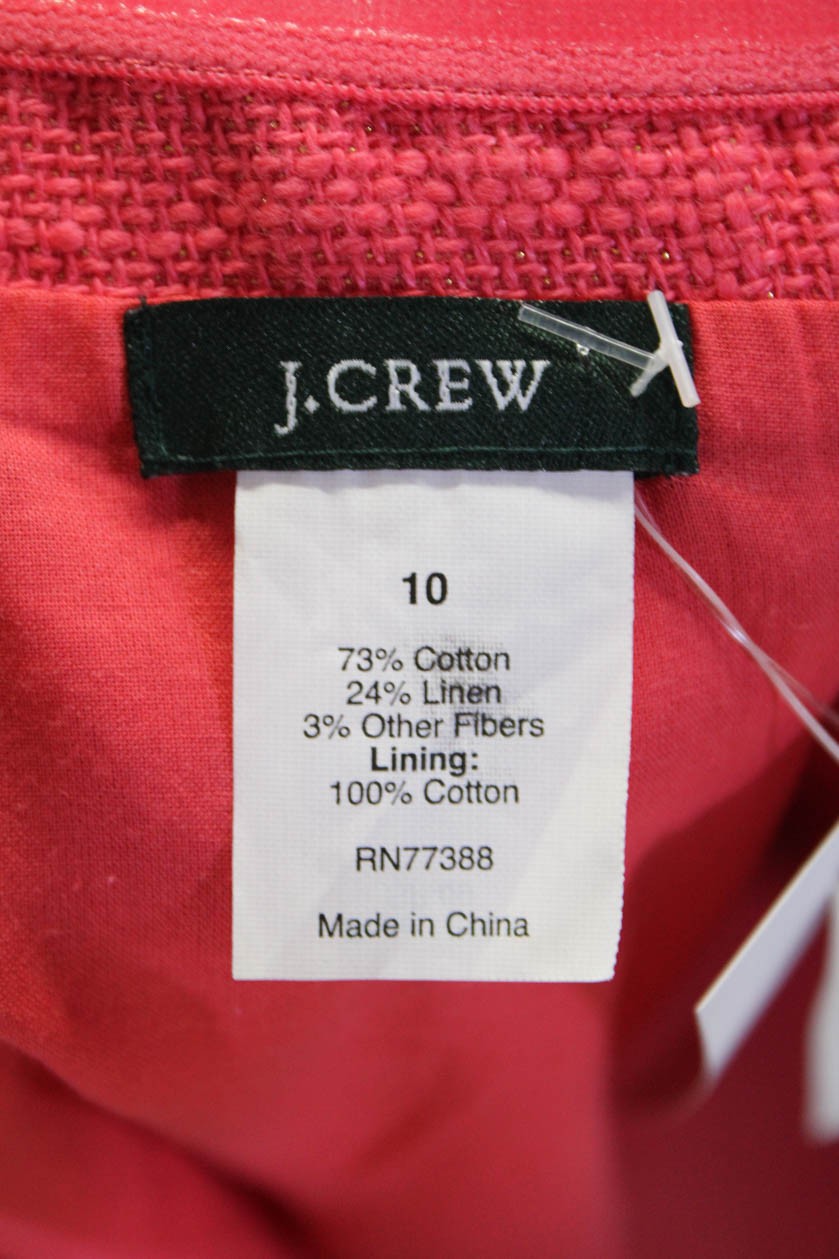 J.CREW
10
73% Cotton
24% Linen
3% Other Fibers
Lining:
100% Cotton
RN77388
Made in China